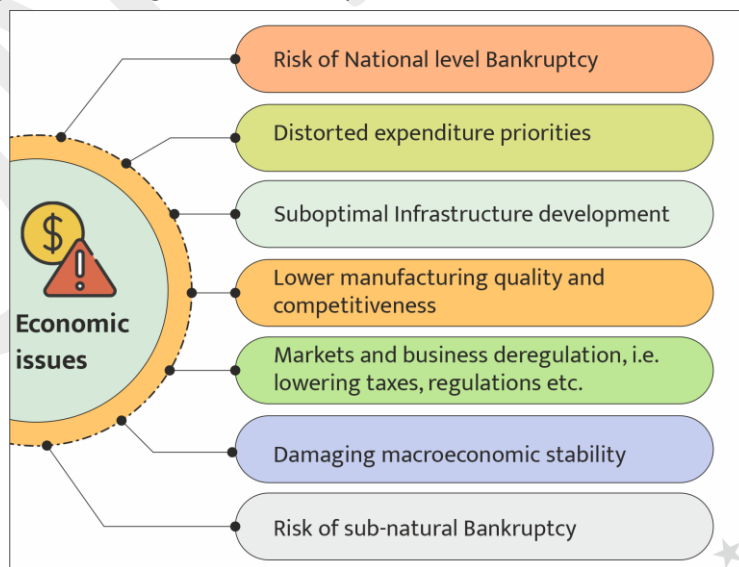 Risk of National level Bankruptcy
Distorted expenditure priorities
Suboptimal Infrastructure development
$
!
Economic
issues
Lower manufacturing quality and
competitiveness
Markets and business deregulation, i.e.
lowering taxes, regulations etc.
Damaging macroeconomic stability
Risk of sub-natural Bankruptcy